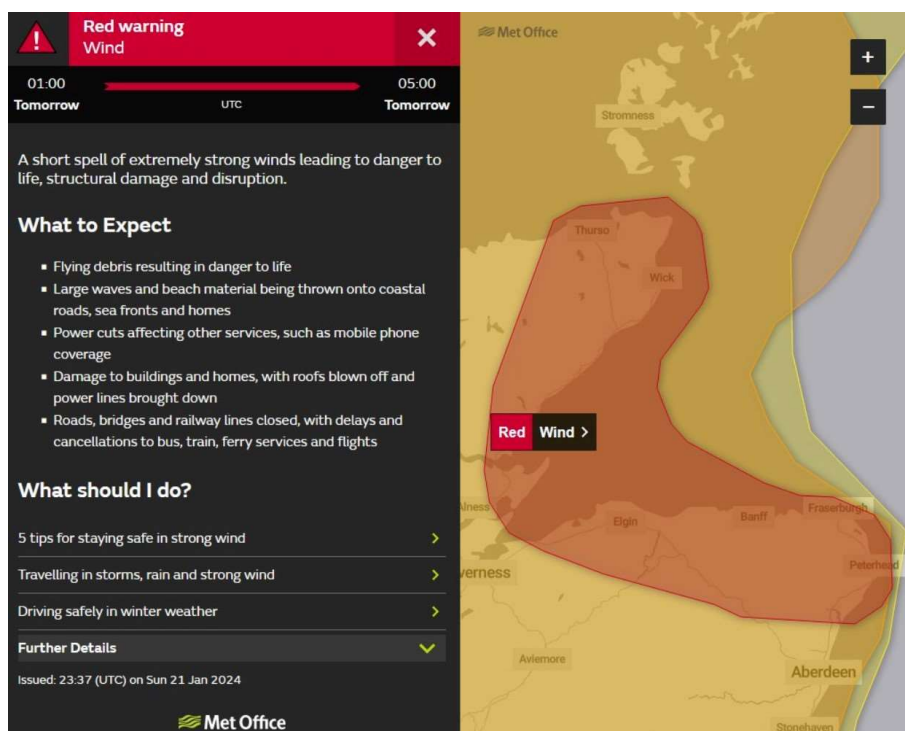 Red warning
Wind
01:00
05:00
Tomorrow
UTC
Tomorrow
A short spell of extremely strong winds leading to danger to
life, structural damage and disruption.
What to Expect
Flying debris resulting in danger to life
Large waves and beach material being thrown onto coastal
roads, sea fronts and homes
Power cuts affecting other services, such as mobile phone
coverage
Damage to buildings and homes, with roofs blown off and
power lines brought down
Roads, bridges and railway lines closed, with delays and
cancellations to bus, train, ferry services and flights
What should I do?
5 tips for staying safe in strong wind
Travelling in storms, rain and strong wind
Driving safely in winter weather
Further Details
Issued: 23:37 (UTC) on Sun 21 Jan 2024
Met Office
Met Office
+
−
Stromness
Thurso
Wick
Red Wind >
lness
Elgin
Banff
Fraserburgh
verness
Peterhead
Aviemore
Aberdeen
Stonehaven